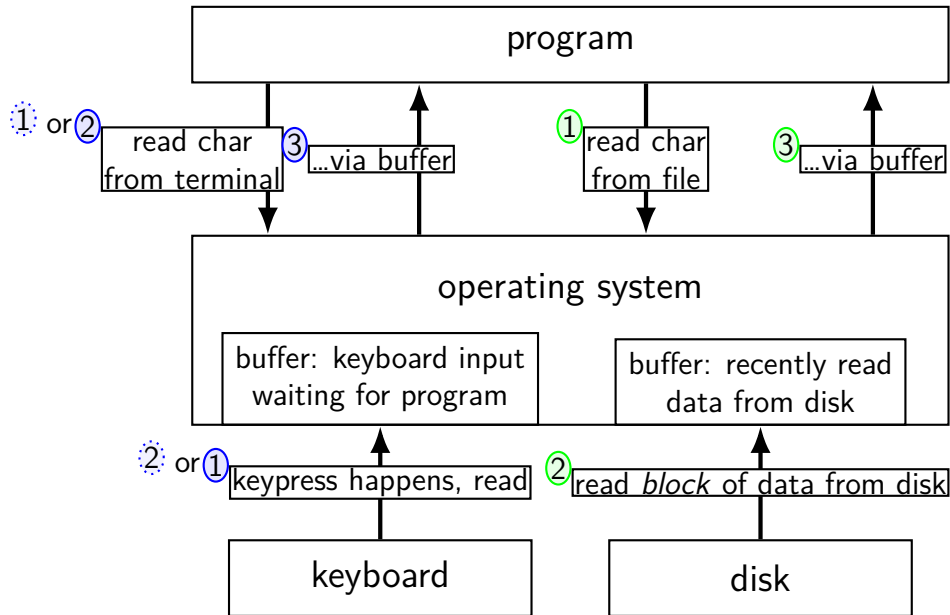 program
1 or 2
read char
from terminal
3
...via buffer
1
read char
from file
3
...via buffer
operating system
buffer: keyboard input
waiting for program
buffer: recently read
data from disk
2 or 1
keypress happens, read
2
read block of data from disk
keyboard
disk